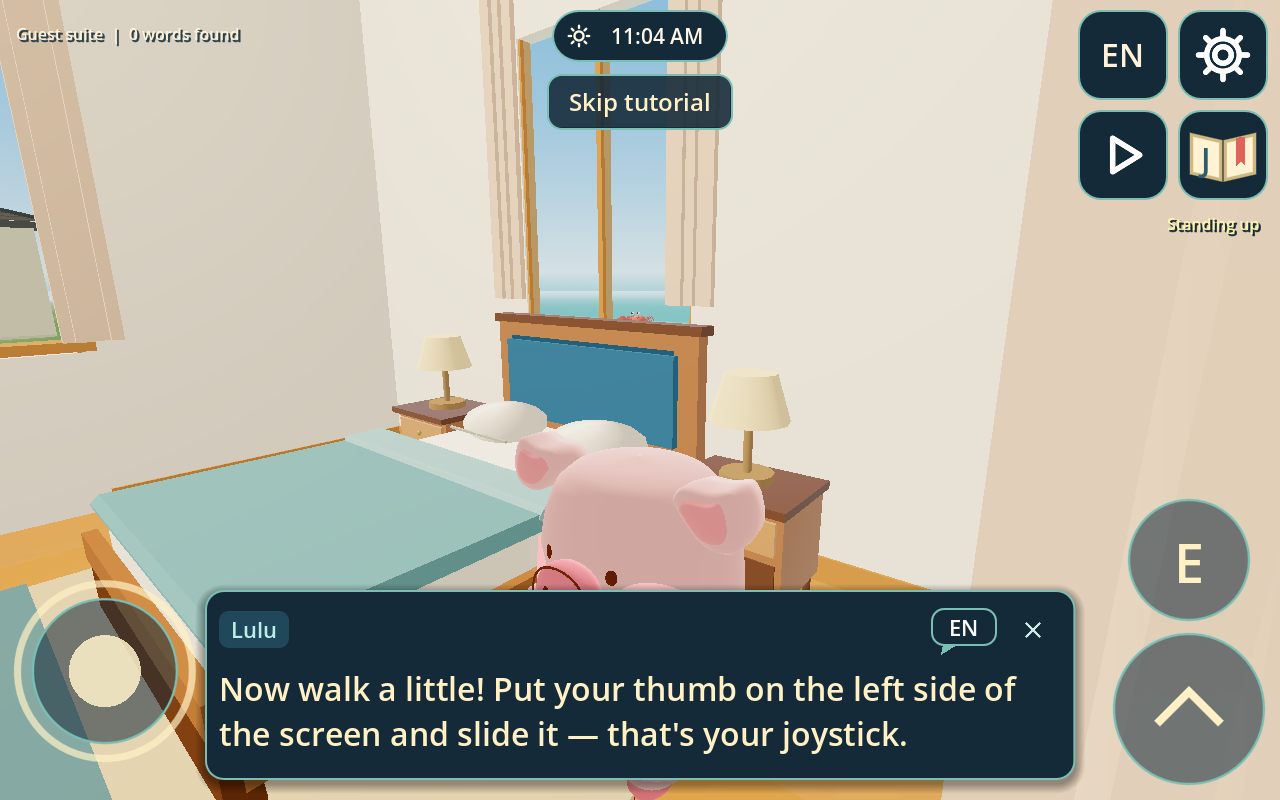 Guest suite | 0 words found
11:04 AM
Skip tutorial
EN
Standing up
E
Lulu
EN
Now walk a little! Put your thumb on the left side of
the screen and slide it — that's your joystick.